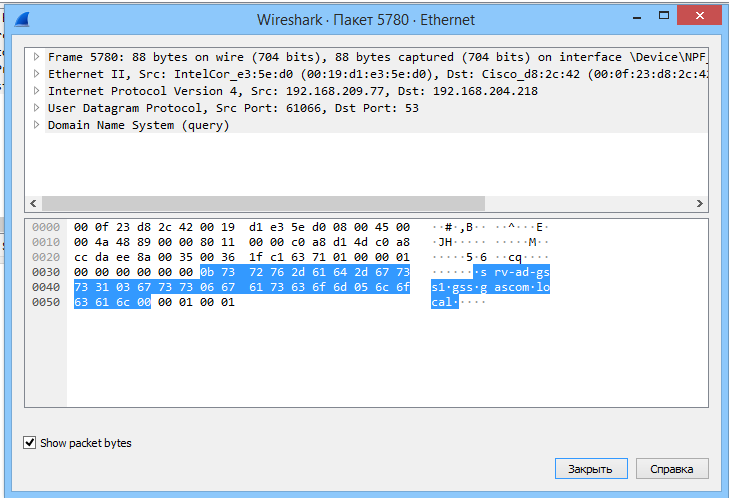 Wireshark · Пакет 5780 · Ethernet
Frame 5780: 88 bytes on wire (704 bits), 88 bytes captured (704 bits) on interface \Device\NPF_
Ethernet II, Src: IntelCor_e3:5e:d0 (00:19:d1:e3:5e:d0), Dst: Cisco_d8:2c:42 (00:0f:23:d8:2c:42
Internet Protocol Version 4, Src: 192.168.209.77, Dst: 192.168.204.218
User Datagram Protocol, Src Port: 61066, Dst Port: 53
Domain Name System (query)
0000 00 0f 23 d8 2c 42 00 19 d1 e3 5e d0 08 00 45 00 ··#·,B·· ··^···E·
0010 00 4a 48 89 00 00 80 11 00 00 c0 a8 d1 4d c0 a8 ·JH····· ·····M··
0020 cc da ee 8a 00 35 00 36 1f c1 63 71 01 00 00 01 ·····5·6 ··cq····
0030 00 00 00 00 00 00 0b 73 72 76 2d 61 64 2d 67 73 ·······s rv-ad-gs
0040 73 31 03 67 73 73 06 67 61 73 63 6f 6d 05 6c 6f s1·gss·g ascom·lo
0050 63 61 6c 00 00 01 00 01 cal·····
Show packet bytes
Закрыть
Справка